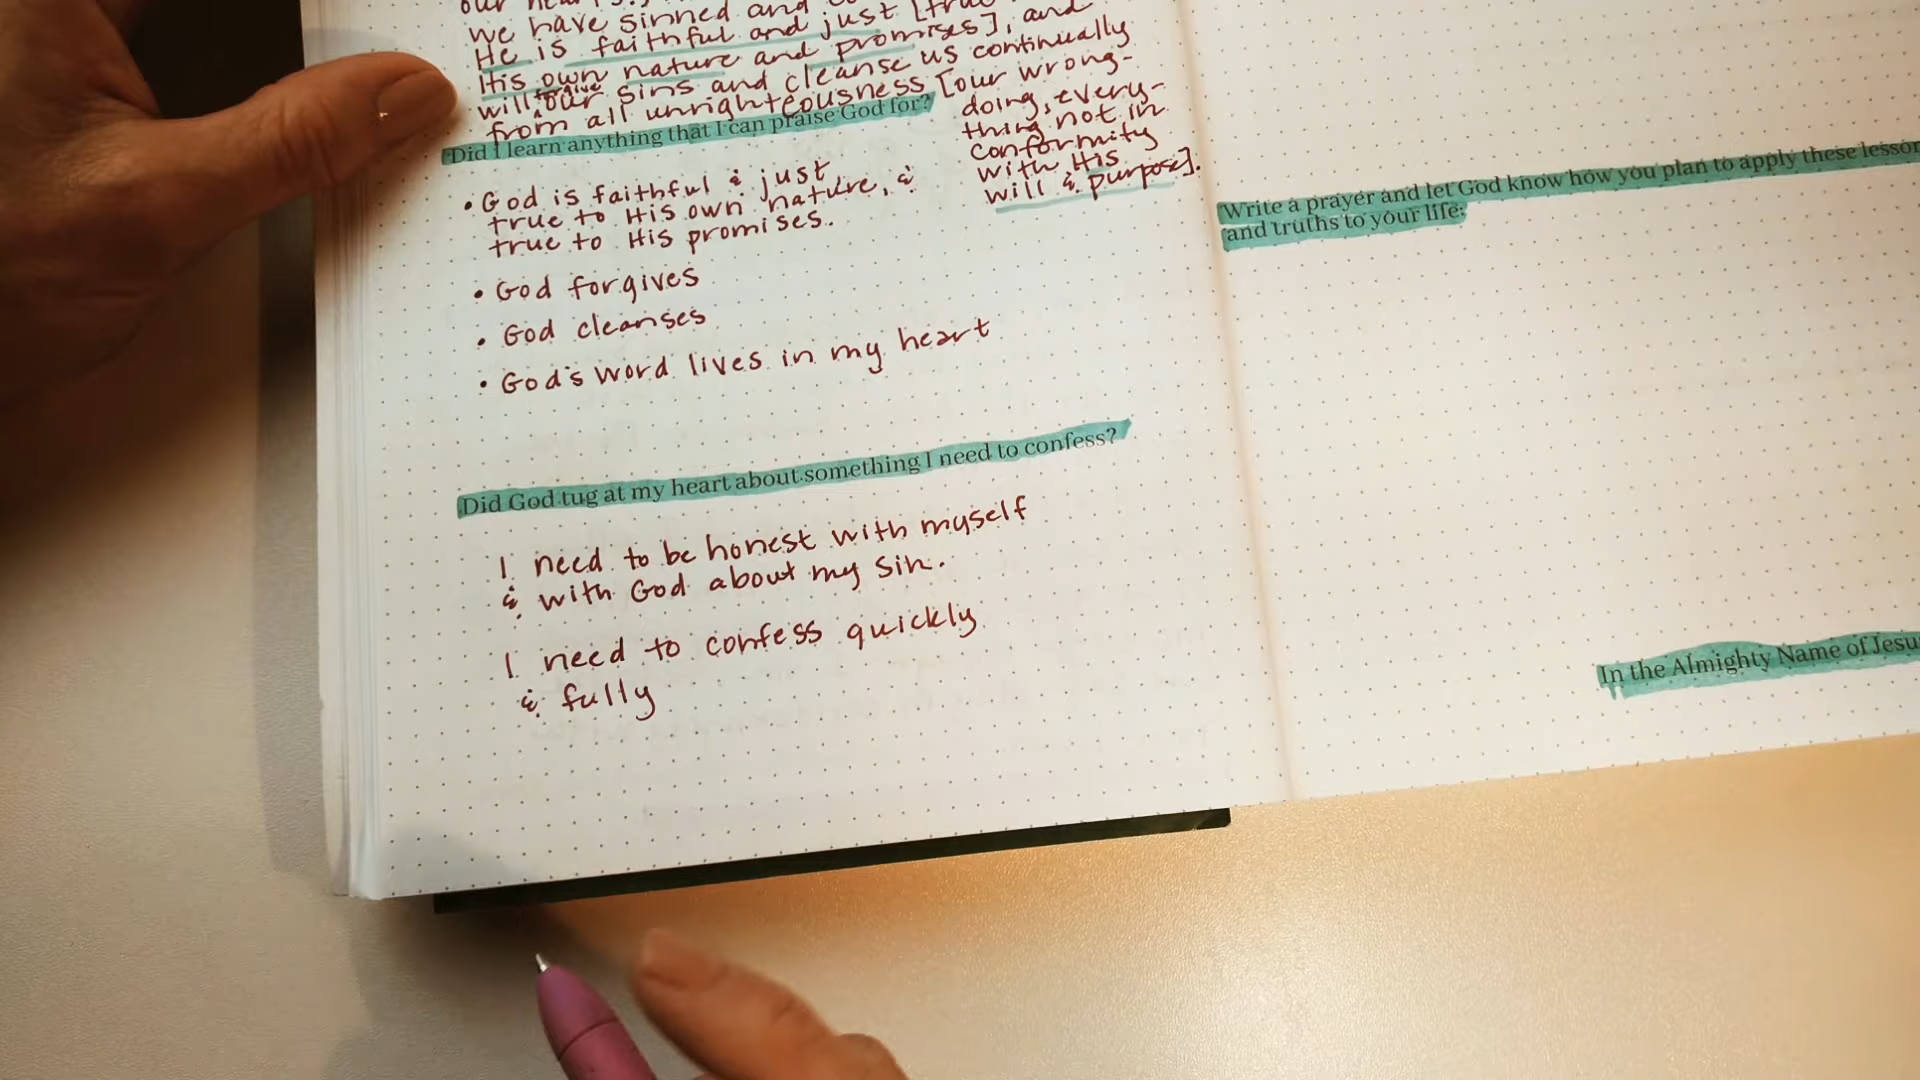 we have sinned and
He is faithful and just [true
His own nature and promises], and
will forgive our sins and cleanse us continually
from all unrighteousness [our wrong-
doing, every-
thing not in
conformity
with His
will & purpose].
Did I learn anything that I can praise God for?
• God is faithful & just
true to His own nature, &
true to His promises.
• God forgives
• God cleanses
• God's word lives in my heart
Did God tug at my heart about something I need to confess?
I need to be honest with myself
& with God about my sin.
I need to confess quickly
& fully
Write a prayer and let God know how you plan to apply these lesson
and truths to your life:
In the Almighty Name of Jesu